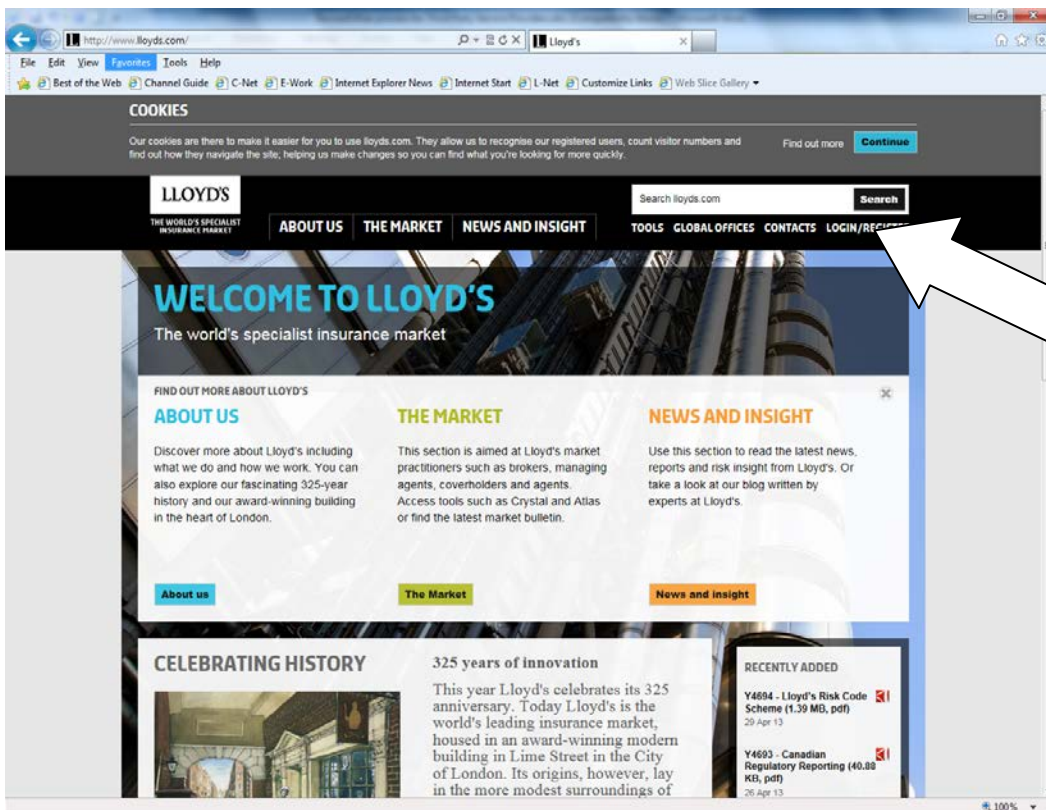 http://www.lloyds.com/
Lloyd's
File Edit View Favorites Tools Help
Best of the Web Channel Guide C-Net E-Work Internet Explorer News Internet Start L-Net Customize Links Web Slice Gallery
COOKIES
Our cookies are there to make it easier for you to use lloyds.com. They allow us to recognise our registered users, count visitor numbers and
find out how they navigate the site, helping us make changes so you can find what you're looking for more quickly.
Find out more Continue
LLOYD'S
THE WORLD'S SPECIALIST
INSURANCE MARKET
Search lloyds.com Search
ABOUT US THE MARKET NEWS AND INSIGHT
TOOLS GLOBAL OFFICES CONTACTS LOGIN/REGISTER
WELCOME TO LLOYD'S
The world's specialist insurance market
FIND OUT MORE ABOUT LLOYD'S
ABOUT US
Discover more about Lloyd's including
what we do and how we work. You can
also explore our fascinating 325-year
history and our award-winning building
in the heart of London.
About us
THE MARKET
This section is aimed at Lloyd's market
practitioners such as brokers, managing
agents, coverholders and agents.
Access tools such as Crystal and Atlas
or find the latest market bulletin.
The Market
NEWS AND INSIGHT
Use this section to read the latest news,
reports and risk insight from Lloyd's. Or
take a look at our blog written by
experts at Lloyd's.
News and insight
CELEBRATING HISTORY
325 years of innovation
This year Lloyd's celebrates its 325
anniversary. Today Lloyd's is the
world's leading insurance market,
housed in an award-winning modern
building in Lime Street in the City
of London. Its origins, however, lay
in the more modest surroundings of
RECENTLY ADDED
Y4694 - Lloyd's Risk Code
Scheme (1.39 MB, pdf)
29 Apr 13
Y4693 - Canadian
Regulatory Reporting (40.88
KB, pdf)
26 Apr 13
100%